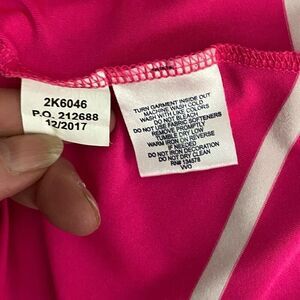 2K6046
P.O. 212688
12/2017
TURN GARMENT INSIDE OUT
MACHINE WASH COLD
WASH WITH LIKE COLORS
DO NOT BLEACH
DO NOT USE FABRIC SOFTENERS
REMOVE PROMPTLY
TUMBLE DRY LOW
WARM IRON ON REVERSE
IF NEEDED
DO NOT IRON DECORATION
DO NOT DRY CLEAN
RN# 134578